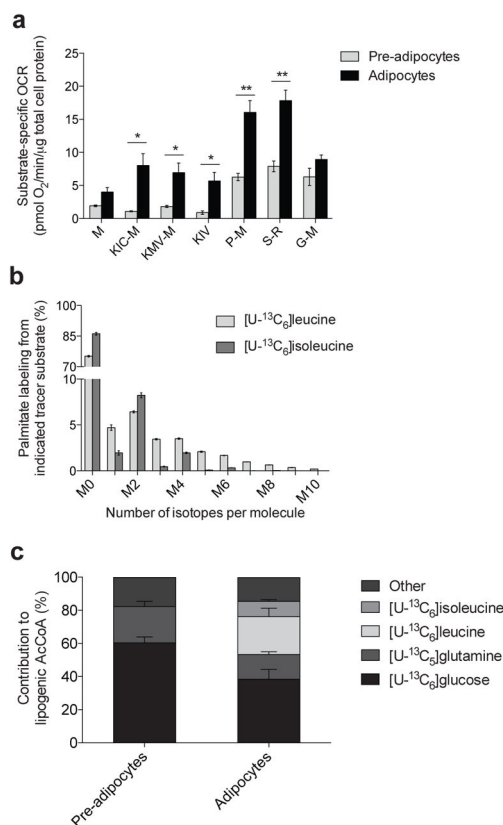 a
Pre-adipocytes
Adipocytes
Substrate-specific OCR
(pmol O₂/min/µg total cell protein)
25
20
15
10
5
0
* * * ** **
M KIC-M KMV-M KIV P-M S-R G-M
b
[U-¹³C₆]leucine
[U-¹³C₆]isoleucine
Palmitate labeling from
indicated tracer substrate (%)
100
85
70
10
5
0
M0 M2 M4 M6 M8 M10
Number of isotopes per molecule
c
Contribution to
lipogenic AcCoA (%)
100
80
60
40
20
0
Other
[U-¹³C₆]isoleucine
[U-¹³C₆]leucine
[U-¹³C₅]glutamine
[U-¹³C₆]glucose
Pre-adipocytes Adipocytes